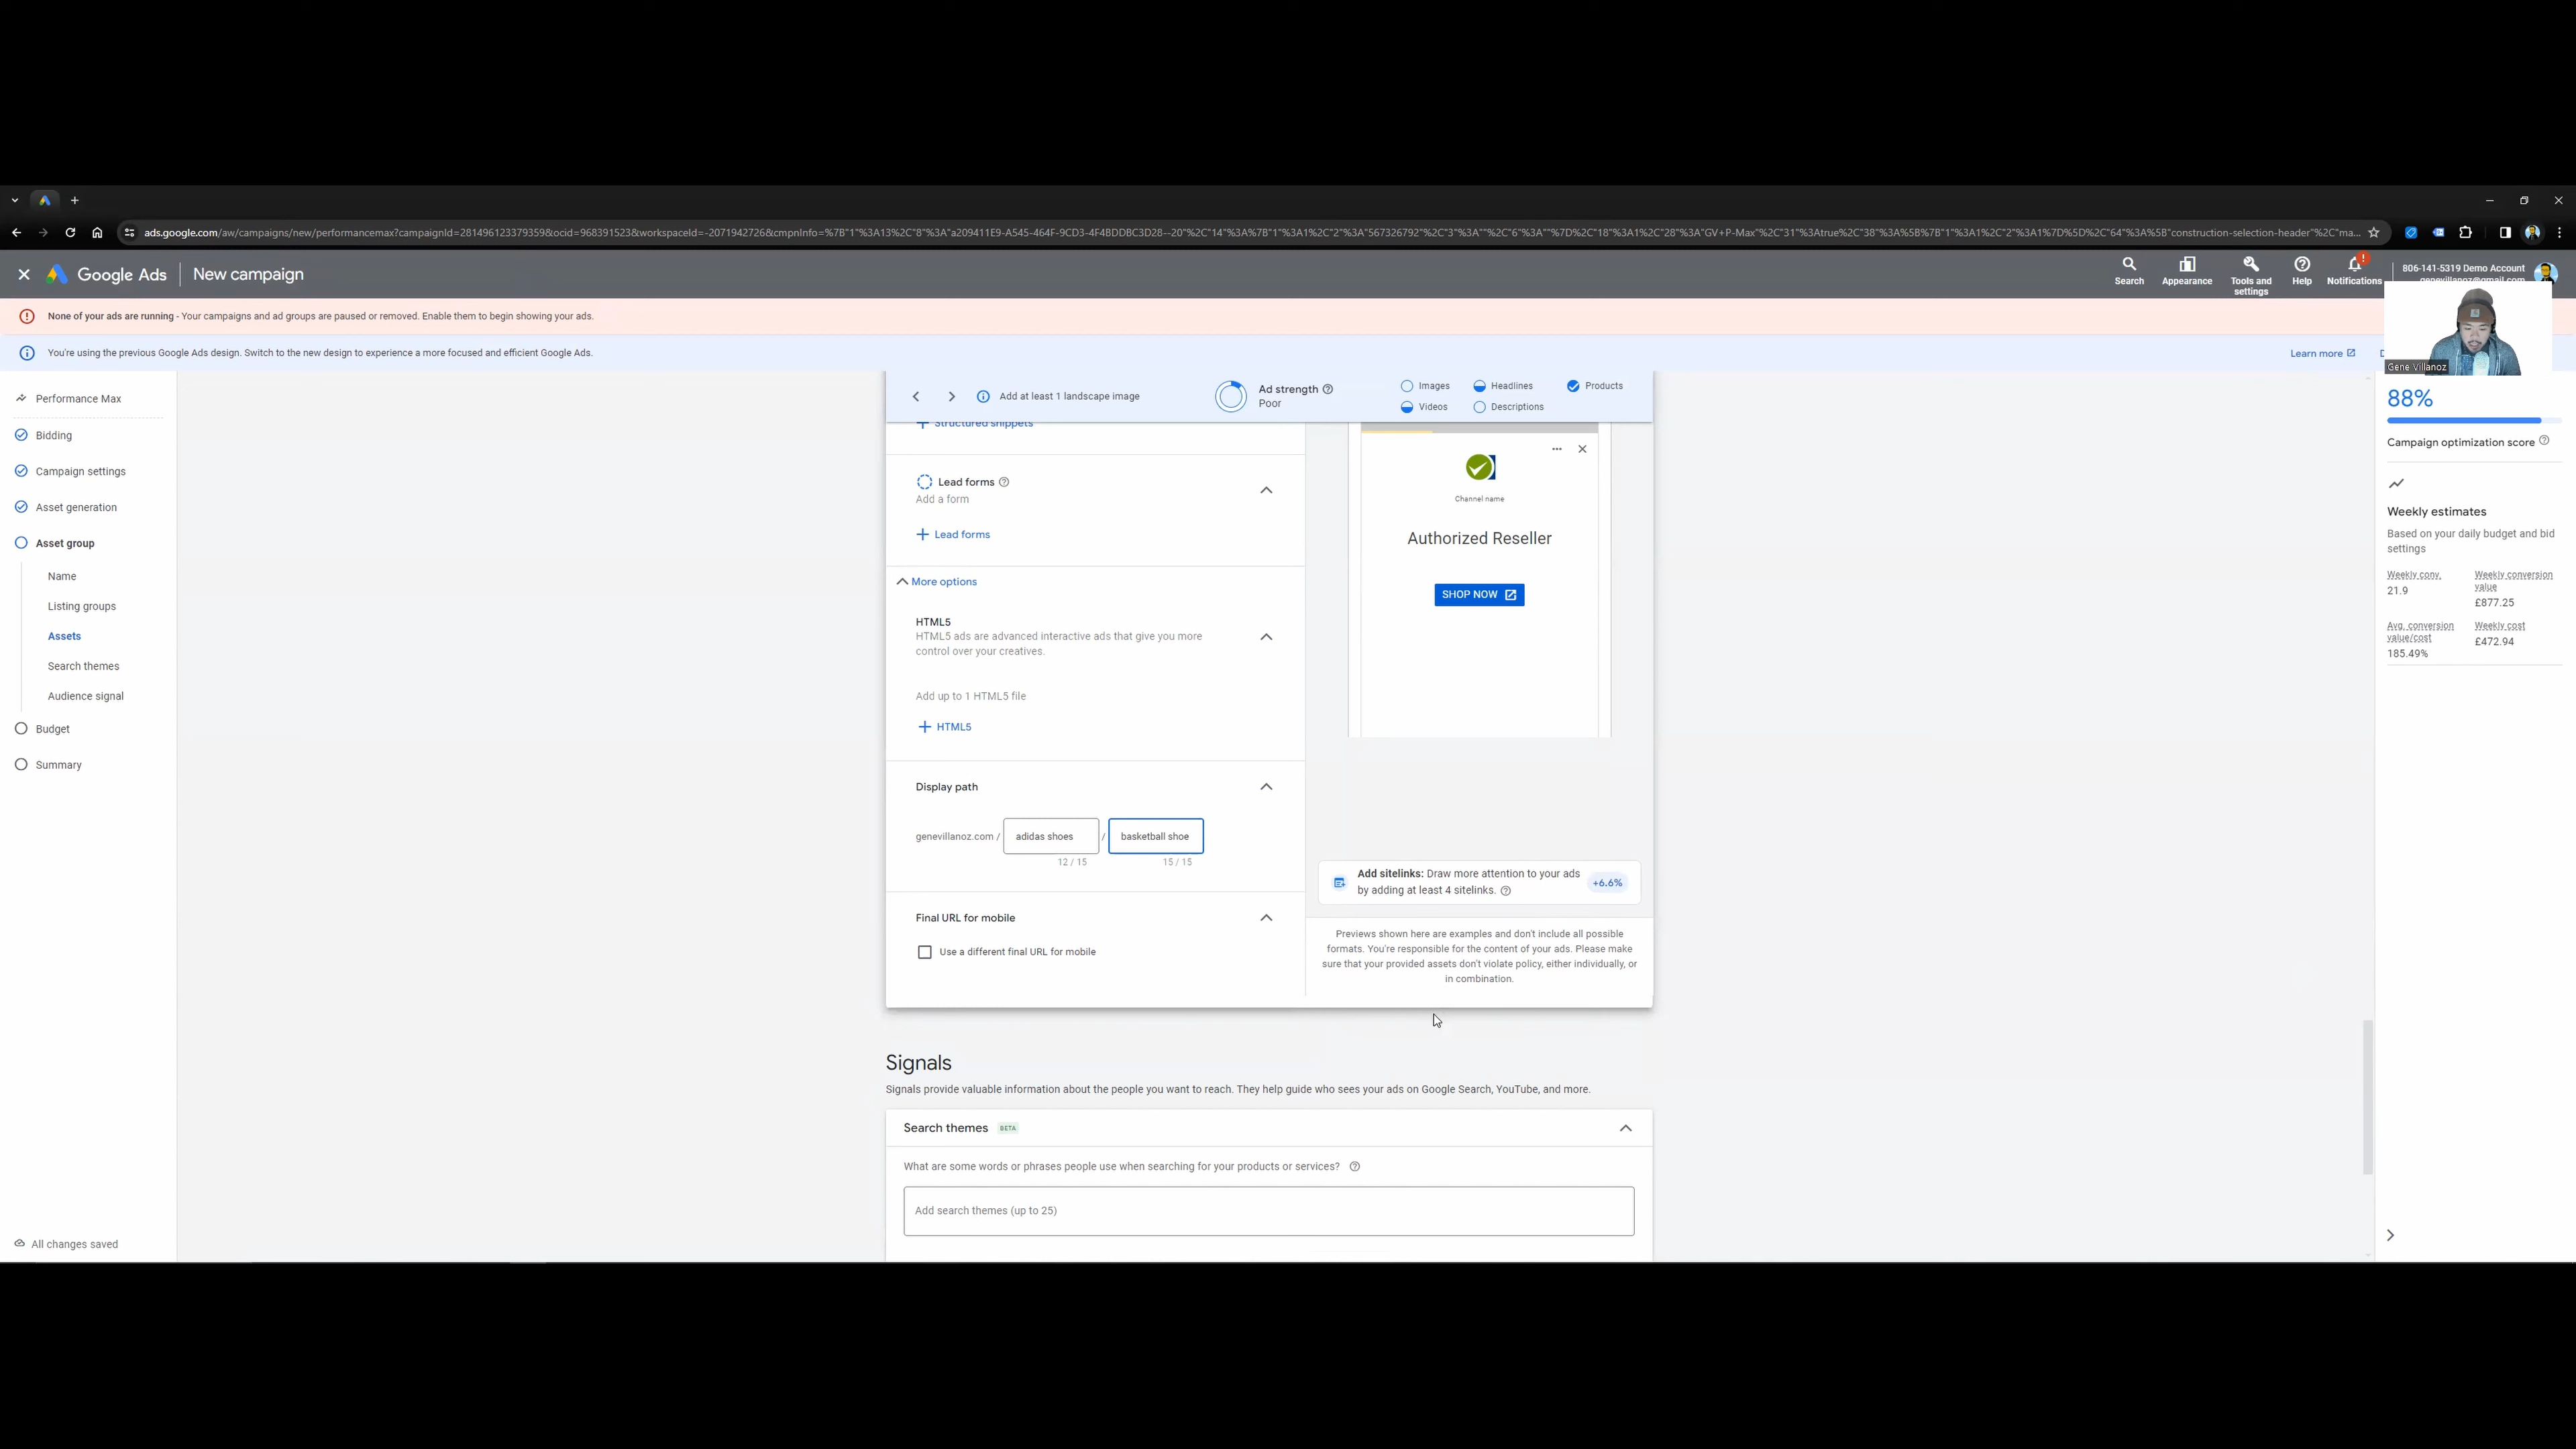 ads.google.com/aw/campaigns/new/performancemax?campaignId=281496123379359&ocid=968391523&workspaceId=-2071942726&cmpnInfo=%7B"1"%3A13%2C"8"%3A"a209411E9-A545-464F-9CD3-4F4BDDBC3D28--20"%2C"14"%3A%7B"1"%3A1%2C"2"%3A"567326792"%2C"3"%3A""%2C"6"%3A""%7D%2C"18"%3A1%2C"28"%3A"GV+P-Max"%2C"31"%3Atrue%2C"38"%3A%5B%7B"1"%3A1%2C"2"%3A1%7D%5D%2C"64"%3A%5B"construction-selection-header"%2C"ma...
Google Ads
New campaign
Search
Appearance
Tools and
settings
Help
Notifications
806-141-5319 Demo Account
genevillanoz@gmail.com
None of your ads are running - Your campaigns and ad groups are paused or removed. Enable them to begin showing your ads.
You're using the previous Google Ads design. Switch to the new design to experience a more focused and efficient Google Ads.
Learn more
Gene Villanoz
Performance Max
Bidding
Campaign settings
Asset generation
Asset group
Name
Listing groups
Assets
Search themes
Audience signal
Budget
Summary
All changes saved
Add at least 1 landscape image
Ad strength
Poor
Images
Headlines
Products
Videos
Descriptions
Structured snippets
Lead forms
Add a form
Lead forms
More options
HTML5
HTML5 ads are advanced interactive ads that give you more
control over your creatives.
Add up to 1 HTML5 file
HTML5
Display path
genevillanoz.com / adidas shoes / basketball shoe
12 / 15
15 / 15
Final URL for mobile
Use a different final URL for mobile
Channel name
Authorized Reseller
SHOP NOW
Add sitelinks: Draw more attention to your ads
by adding at least 4 sitelinks.
+6.6%
Previews shown here are examples and don't include all possible
formats. You're responsible for the content of your ads. Please make
sure that your provided assets don't violate policy, either individually, or
in combination.
Signals
Signals provide valuable information about the people you want to reach. They help guide who sees your ads on Google Search, YouTube, and more.
Search themes BETA
What are some words or phrases people use when searching for your products or services?
Add search themes (up to 25)
88%
Campaign optimization score
Weekly estimates
Based on your daily budget and bid
settings
Weekly conv.
21.9
Weekly conversion
value
£877.25
Avg. conversion
value/cost
185.49%
Weekly cost
£472.94